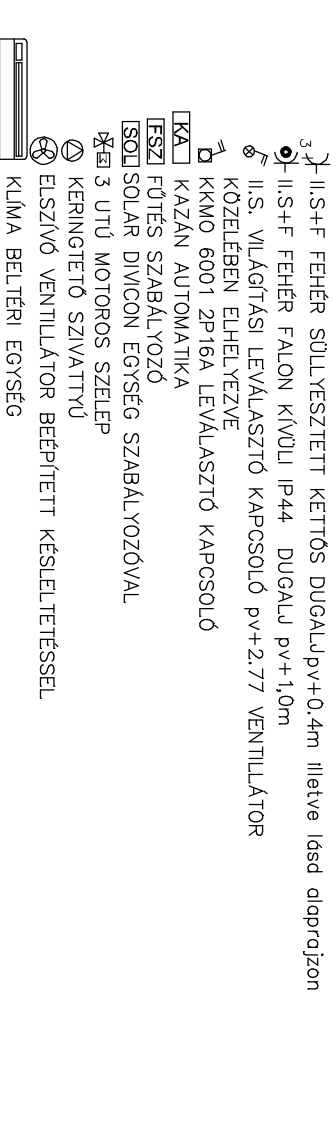 3 II.S+F FEHÉR SÜLLYESZTETT KETTŐS DUGALJ pv+0.4m illetve lásd alaprajzon
II.S+F FEHÉR FALON KÍVÜLI IP44 DUGALJ pv+1,0m
II.S. VILÁGÍTÁSI LEVÁLASZTÓ KAPCSOLÓ pv+2.77 VENTILLÁTOR
KÖZELÉBEN ELHELYEZVE
KKMO 6001 2P16A LEVÁLASZTÓ KAPCSOLÓ
KA KAZÁN AUTOMATIKA
FSZ FŰTÉS SZABÁLYOZÓ
SOL SOLAR DIVICON EGYSÉG SZABÁLYOZÓVAL
M 3 UTÚ MOTOROS SZELEP
KERINGTETŐ SZIVATTYÚ
ELSZÍVÓ VENTILLÁTOR BEÉPÍTETT KÉSLELTETÉSSEL
KLÍMA BELTÉRI EGYSÉG